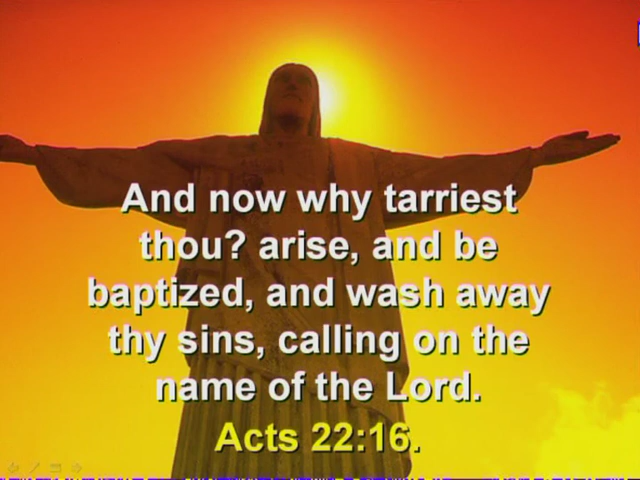 And now why tarriest
thou? arise, and be
baptized, and wash away
thy sins, calling on the
name of the Lord.
Acts 22:16.